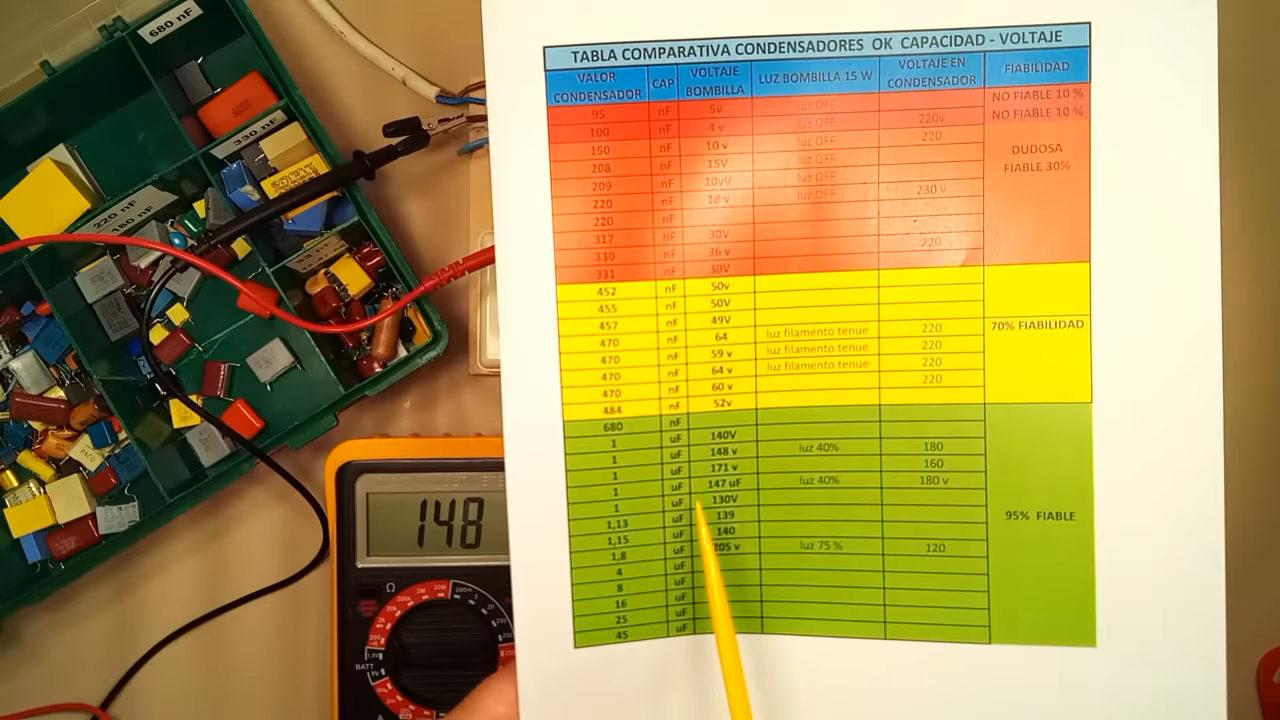 680 nF
330 nF
220 nF
TABLA COMPARATIVA CONDENSADORES OK CAPACIDAD - VOLTAJE
VALOR CONDENSADOR CAP VOLTAJE BOMBILLA LUZ BOMBILLA 15 W VOLTAJE EN CONDENSADOR FIABILIDAD
95 nF 5v luz OFF NO FIABLE 10 %
100 nF 4 v luz OFF 220v NO FIABLE 10 %
150 nF 10 v luz OFF 220
208 nF 15V luz OFF DUDOSA
209 nF 10vV luz OFF FIABLE 30%
220 nF 18 v luz OFF 230 v
220 nF
317 nF 30V
330 nF 36 v 220
331 nF 30V
452 nF 50v
455 nF 50V
457 nF 49V
470 nF 64 luz filamento tenue 220 70% FIABILIDAD
470 nF 59 v luz filamento tenue 220
470 nF 64 v luz filamento tenue 220
470 nF 60 v 220
484 nF 52v
680 nF
1 uF 140V
1 uF 148 v luz 40% 180
1 uF 171 v 160
1 uF 147 uF luz 40% 180 v
1 uF 130V
1,13 uF 139 95% FIABLE
1,15 uF 140
1,8 uF 205 v luz 75 % 120
4 uF
8 uF
16 uF
25 uF
45 uF
148
Ω
BATT
9V